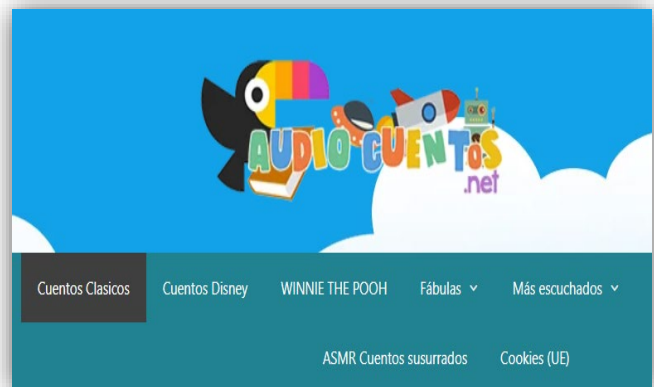 AUDIO CUENTOS
.net
Cuentos Clasicos Cuentos Disney WINNIE THE POOH Fábulas Más escuchados
ASMR Cuentos susurrados Cookies (UE)